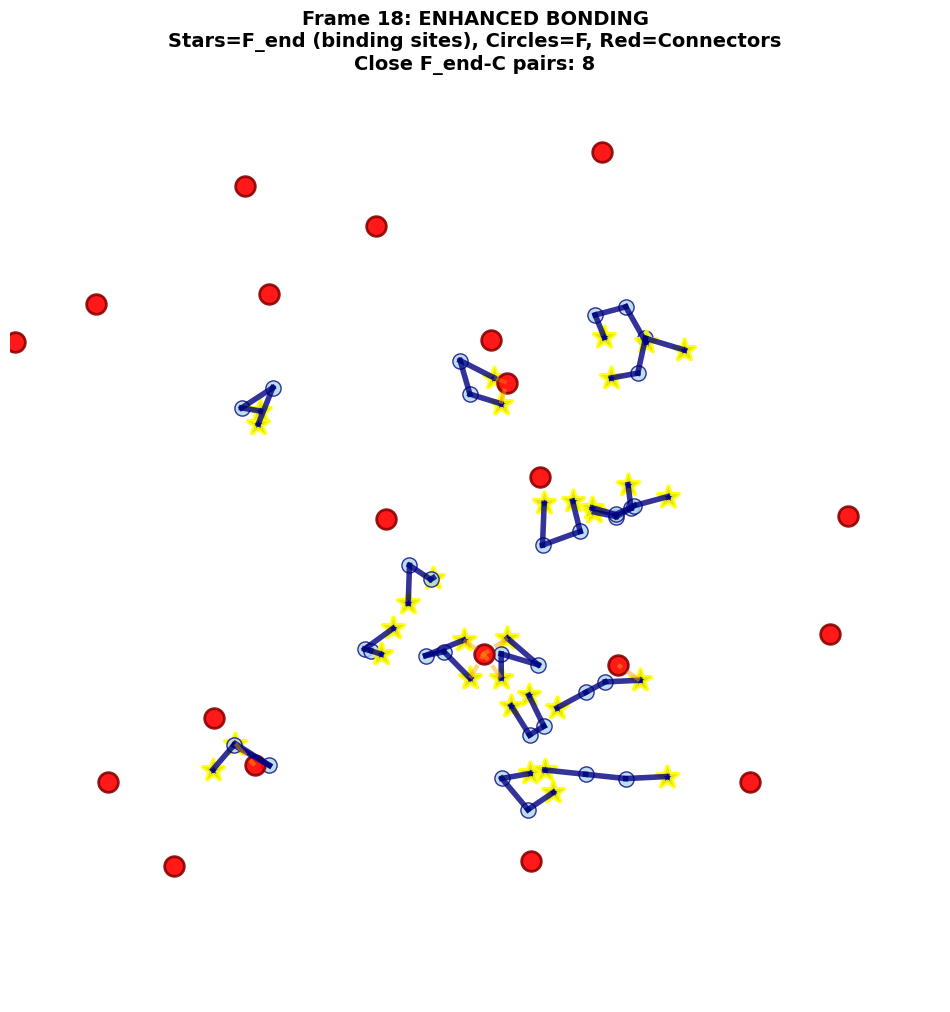 Frame 18: ENHANCED BONDING
Stars=F_end (binding sites), Circles=F, Red=Connectors
Close F_end-C pairs: 8